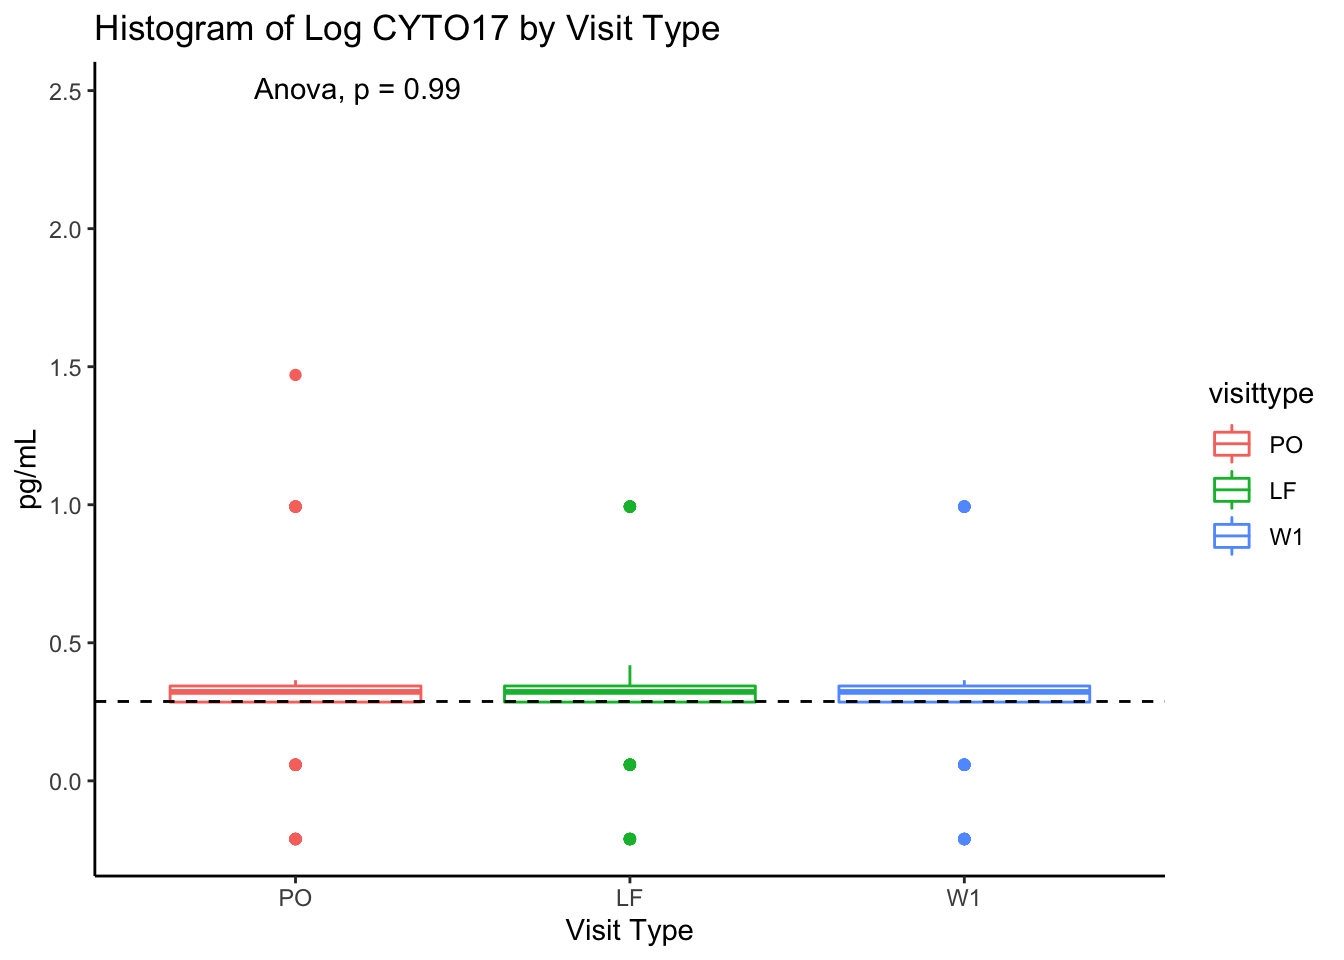 Histogram of Log CYTO17 by Visit Type
Anova, p = 0.99
2.5
2.0
1.5
1.0
0.5
0.0
pg/mL
PO
LF
W1
Visit Type
visittype
PO
LF
W1